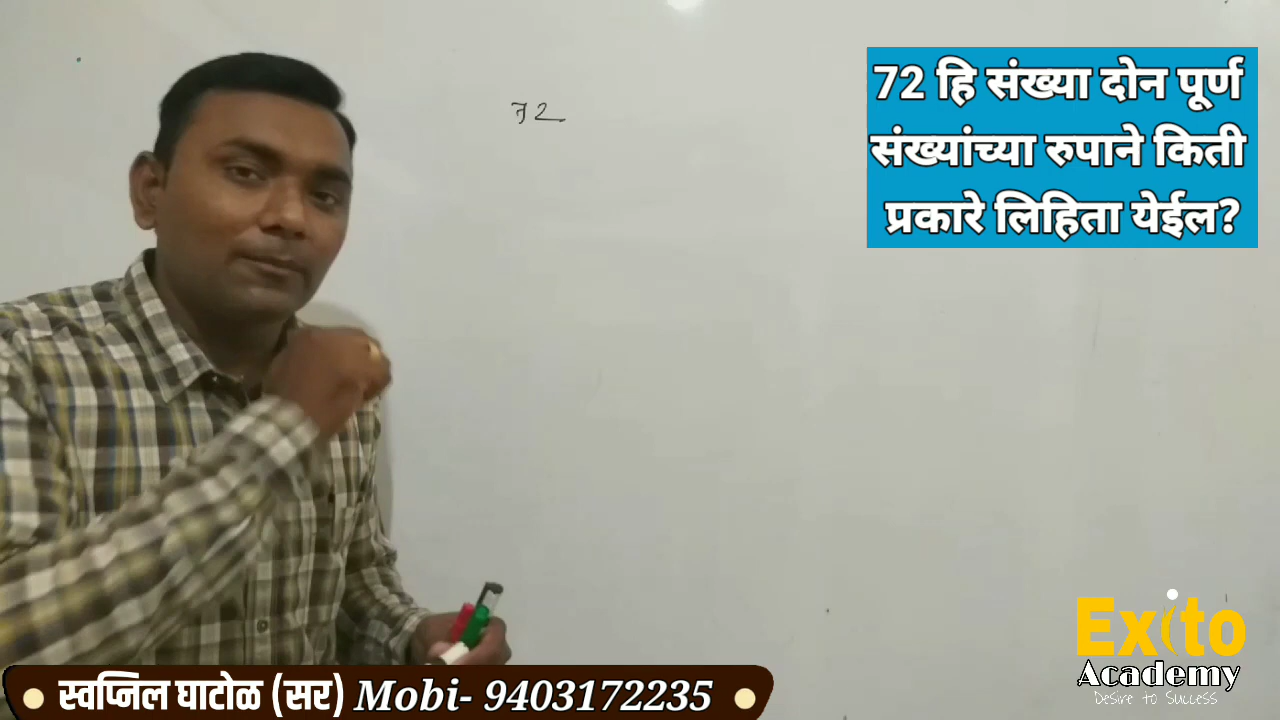 72
72 हि संख्या दोन पूर्ण
संख्यांच्या रुपाने किती
प्रकारे लिहिता येईल?
Exito
Academy
Desire to Success
स्वप्निल घाटोळ (सर) Mobi- 9403172235